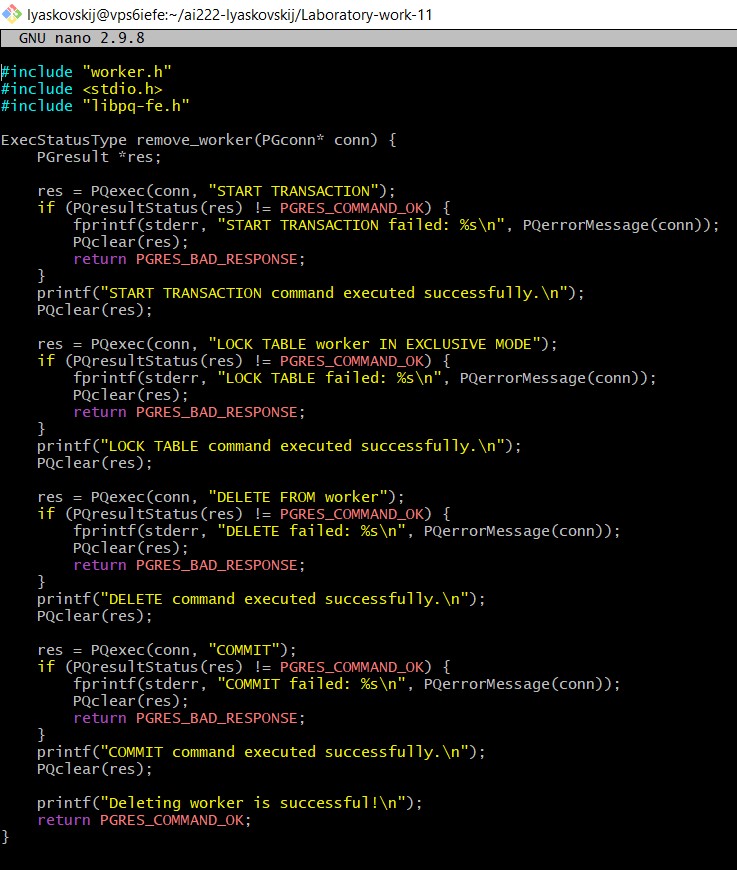 lyaskovskij@vps6iefe:~/ai222-lyaskovskij/Laboratory-work-11
GNU nano 2.9.8
#include "worker.h"
#include <stdio.h>
#include "libpq-fe.h"
ExecStatusType remove_worker(PGconn* conn) {
PGresult *res;
res = PQexec(conn, "START TRANSACTION");
if (PQresultStatus(res) != PGRES_COMMAND_OK) {
fprintf(stderr, "START TRANSACTION failed: %s\n", PQerrorMessage(conn));
PQclear(res);
return PGRES_BAD_RESPONSE;
}
printf("START TRANSACTION command executed successfully.\n");
PQclear(res);
res = PQexec(conn, "LOCK TABLE worker IN EXCLUSIVE MODE");
if (PQresultStatus(res) != PGRES_COMMAND_OK) {
fprintf(stderr, "LOCK TABLE failed: %s\n", PQerrorMessage(conn));
PQclear(res);
return PGRES_BAD_RESPONSE;
}
printf("LOCK TABLE command executed successfully.\n");
PQclear(res);
res = PQexec(conn, "DELETE FROM worker");
if (PQresultStatus(res) != PGRES_COMMAND_OK) {
fprintf(stderr, "DELETE failed: %s\n", PQerrorMessage(conn));
PQclear(res);
return PGRES_BAD_RESPONSE;
}
printf("DELETE command executed successfully.\n");
PQclear(res);
res = PQexec(conn, "COMMIT");
if (PQresultStatus(res) != PGRES_COMMAND_OK) {
fprintf(stderr, "COMMIT failed: %s\n", PQerrorMessage(conn));
PQclear(res);
return PGRES_BAD_RESPONSE;
}
printf("COMMIT command executed successfully.\n");
PQclear(res);
printf("Deleting worker is successful!\n");
return PGRES_COMMAND_OK;
}